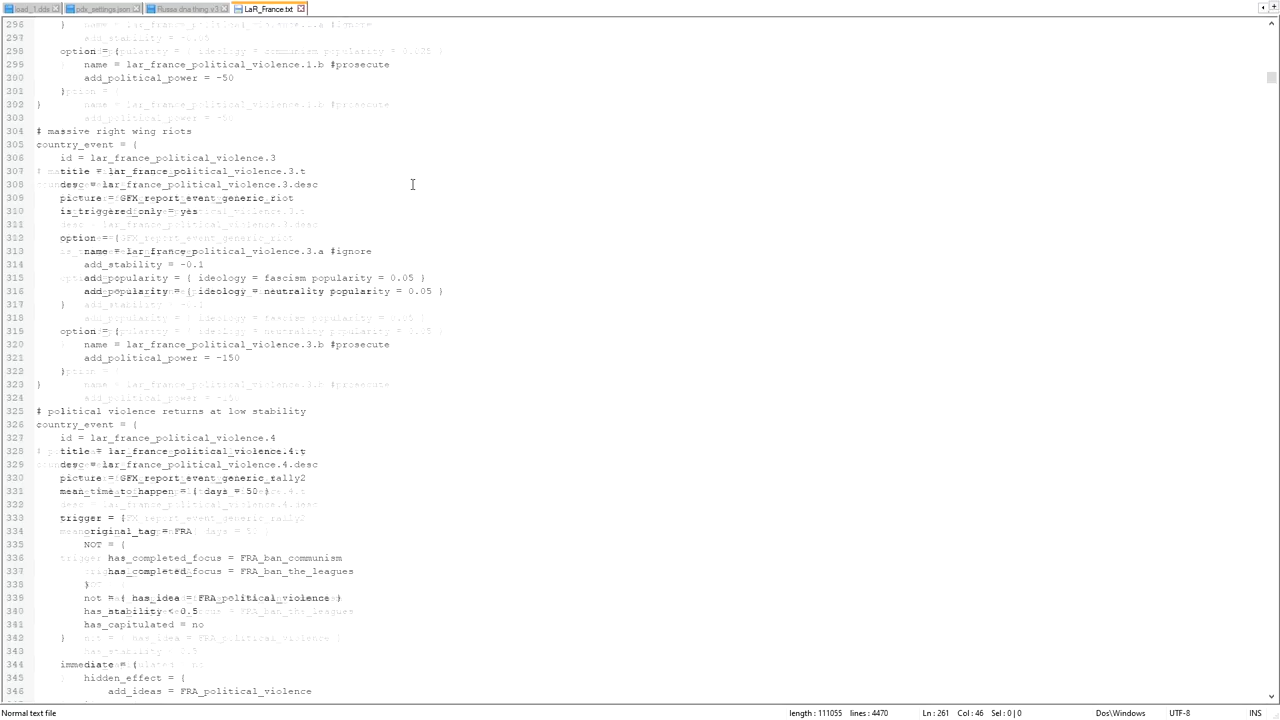 load_1.dds pdx_settings.json Russa dna thing v3 LaR_France.txt
296 }
297
298 option = {
299 name = lar_france_political_violence.1.b #prosecute
300 add_political_power = -50
301 }
302 }
303
304 # massive right wing riots
305 country_event = {
306 id = lar_france_political_violence.3
307 title = lar_france_political_violence.3.t
308 desc = lar_france_political_violence.3.desc
309 picture = GFX_report_event_generic_riot
310 is_triggered_only = yes
311
312 option = {
313 name = lar_france_political_violence.3.a #ignore
314 add_stability = -0.1
315 add_popularity = { ideology = fascism popularity = 0.05 }
316 add_popularity = { ideology = neutrality popularity = 0.05 }
317 }
318
319 option = {
320 name = lar_france_political_violence.3.b #prosecute
321 add_political_power = -150
322 }
323 }
324
325 # political violence returns at low stability
326 country_event = {
327 id = lar_france_political_violence.4
328 title = lar_france_political_violence.4.t
329 desc = lar_france_political_violence.4.desc
330 picture = GFX_report_event_generic_rally2
331 mean_time_to_happen = { days = 50 }
332
333 trigger = {
334 original_tag = FRA
335 NOT = {
336 has_completed_focus = FRA_ban_communism
337 has_completed_focus = FRA_ban_the_leagues
338 }
339 not = { has_idea = FRA_political_violence }
340 has_stability < 0.5
341 has_capitulated = no
342 }
343
344 immediate = {
345 hidden_effect = {
346 add_ideas = FRA_political_violence
Normal text file length : 111055 lines : 4470 Ln : 261 Col : 46 Sel : 0 | 0 Dos\Windows UTF-8 INS